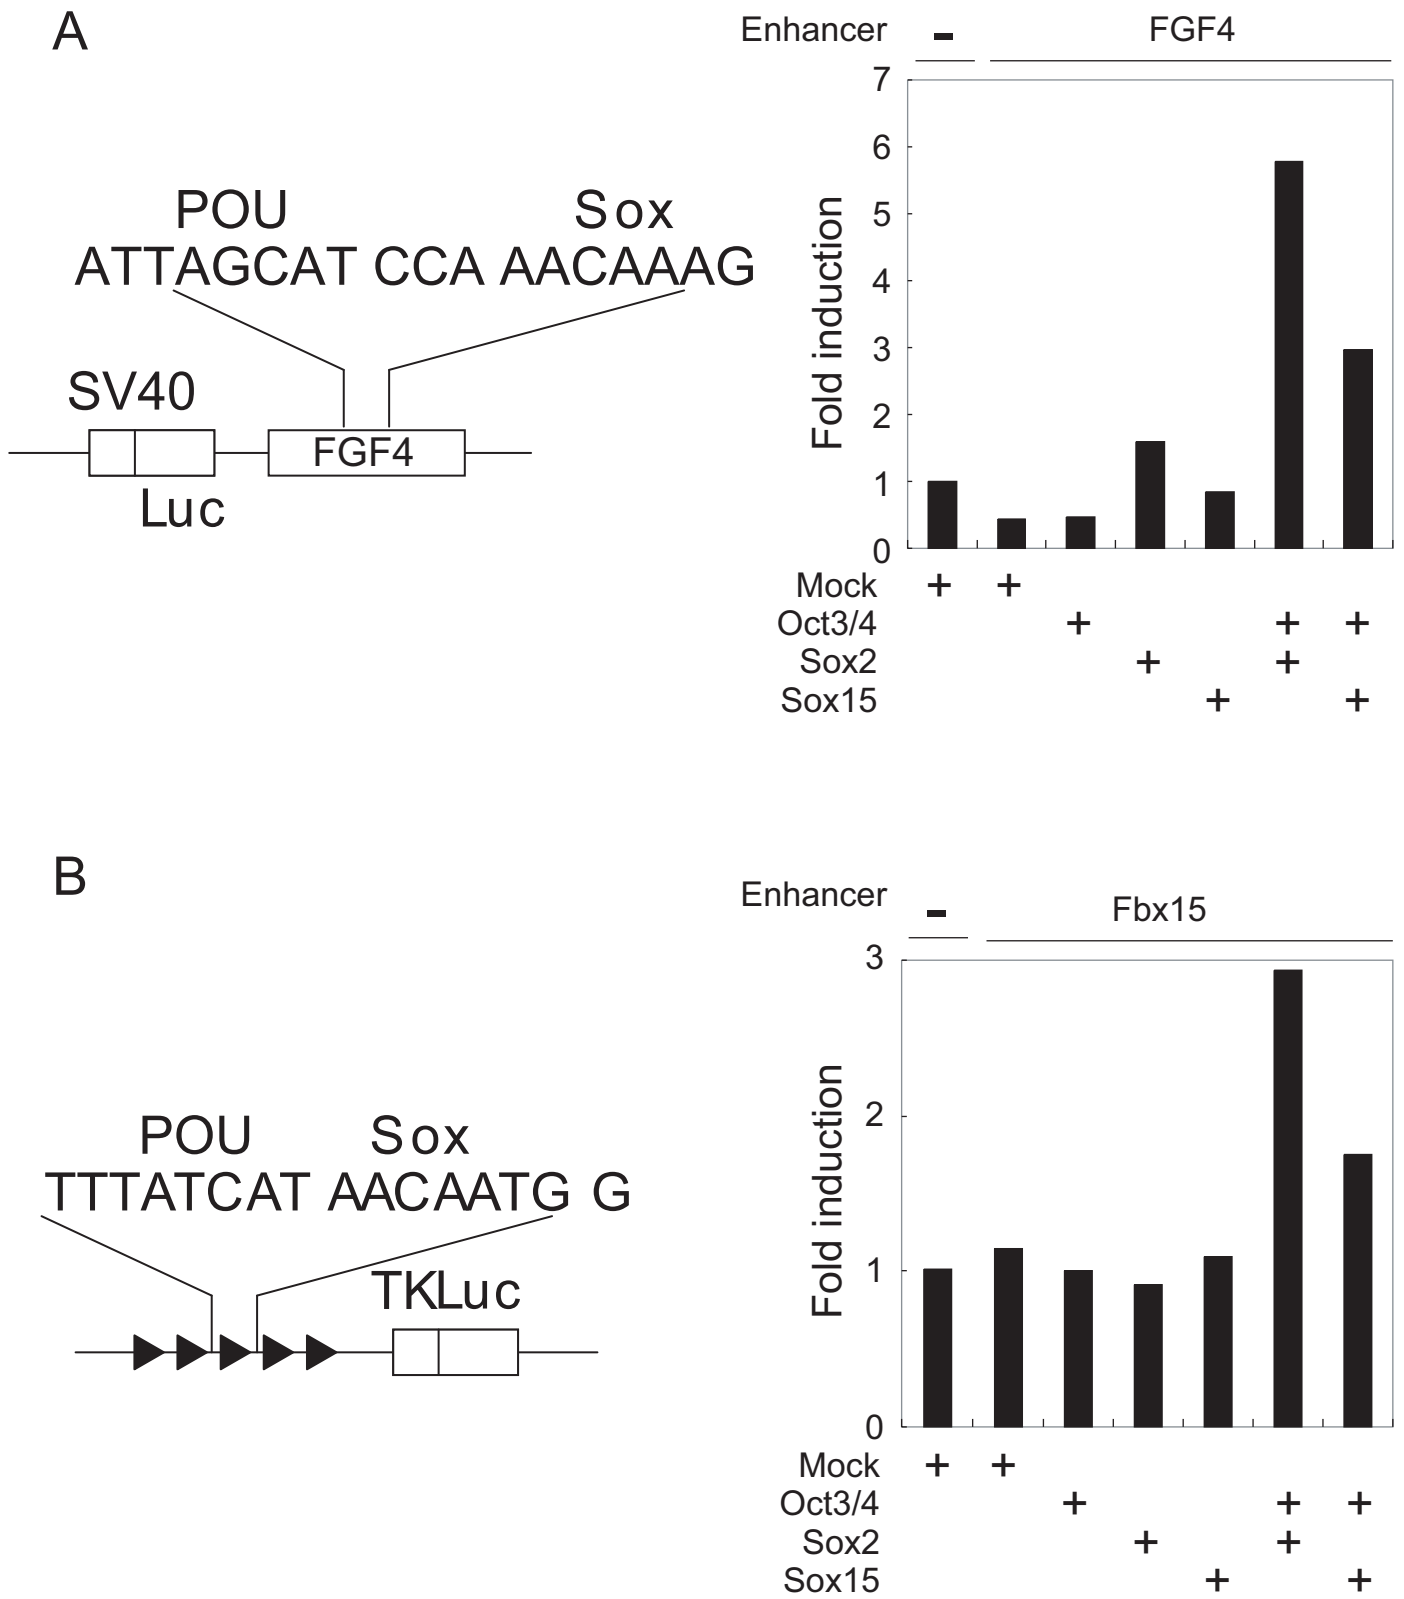 A
POU Sox
ATTAGCAT CCA AACAAAG
SV40
FGF4
Luc
Enhancer - FGF4
Fold induction
7
6
5
4
3
2
1
0
Mock + +
Oct3/4 + + +
Sox2 + +
Sox15 + +
B
POU Sox
TTTATCAT AACAATG G
TKLuc
Enhancer - Fbx15
Fold induction
3
2
1
0
Mock + +
Oct3/4 + + +
Sox2 + +
Sox15 + +